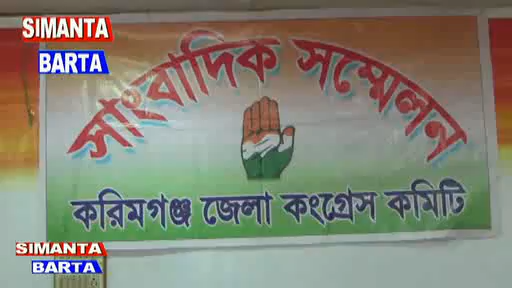 SIMANTA
BARTA
সাংবাদিক সম্মেলন
করিমগঞ্জ জেলা কংগ্রেস কমিটি
SIMANTA
BARTA